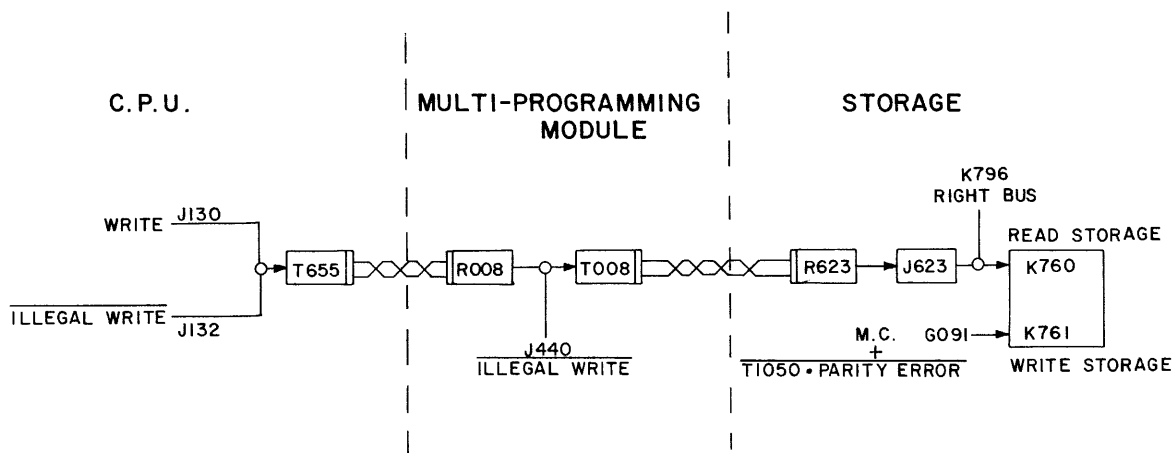 C.P.U.
MULTI-PROGRAMMING
MODULE
STORAGE
K796
RIGHT BUS
WRITE J130
READ STORAGE
T655
R008
T008
R623
J623
K760
ILLEGAL WRITE
J132
J440
ILLEGAL WRITE
M.C. G091
K761
+
T1050 • PARITY ERROR
WRITE STORAGE